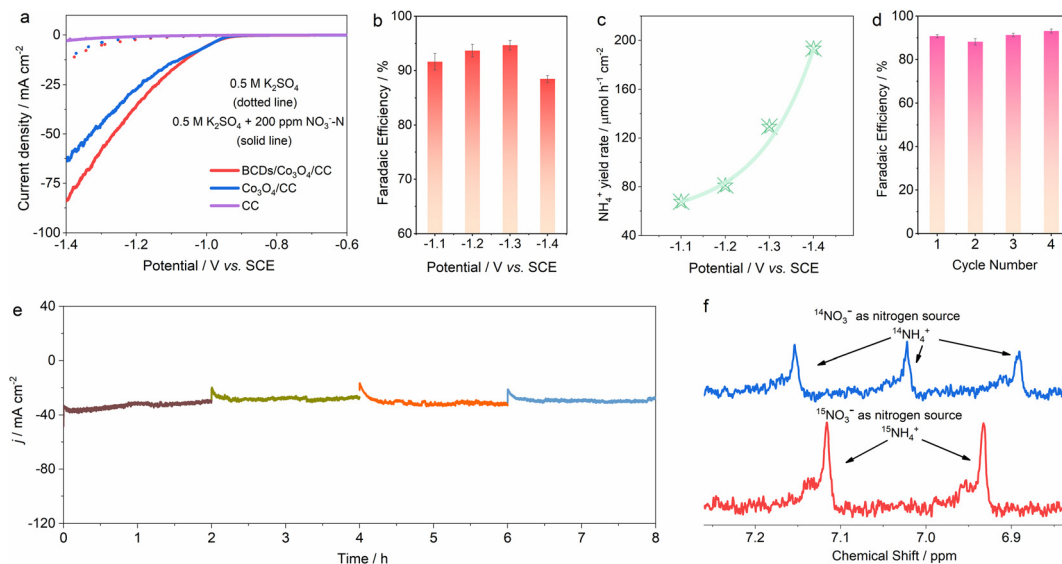 a
Current density / mA cm⁻²
0
-25
-50
-75
-100
0.5 M K₂SO₄
(dotted line)
0.5 M K₂SO₄ + 200 ppm NO₃⁻-N
(solid line)
BCDs/Co₃O₄/CC
Co₃O₄/CC
CC
-1.4
-1.2
-1.0
-0.8
-0.6
Potential / V vs. SCE
b
Faradaic Efficiency / %
100
95
90
85
80
75
70
65
60
-1.1
-1.2
-1.3
-1.4
Potential / V vs. SCE
c
NH₄⁺ yield rate / μmol h⁻¹ cm⁻²
200
160
120
80
40
-1.1
-1.2
-1.3
-1.4
Potential / V vs. SCE
d
Faradaic Efficiency / %
100
80
60
40
20
0
1
2
3
4
Cycle Number
e
j / mA cm⁻²
40
0
-40
-80
-120
0
1
2
3
4
5
6
7
8
Time / h
f
¹⁴NO₃⁻ as nitrogen source
¹⁴NH₄⁺
¹⁵NO₃⁻ as nitrogen source
¹⁵NH₄⁺
7.2
7.1
7.0
6.9
Chemical Shift / ppm